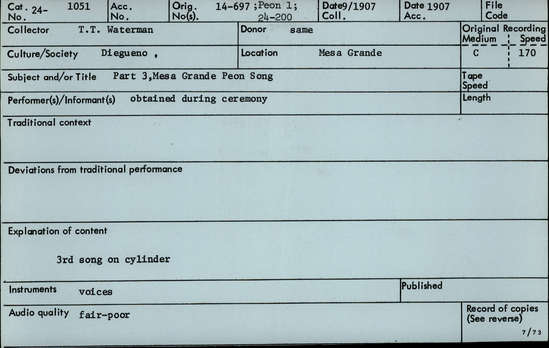 Cat. 24- 1051 Acc. Orig. 14-697 ;Peon 1; Date9/1907 Date 1907 File
No. No. No(s). 24-200 Coll. Acc. Code
Collector T.T. Waterman Donor same Original Recording
Medium Speed
Culture/Society Diegueno , Location Mesa Grande C 170
Subject and/or Title Part 3,Mesa Grande Peon Song Tape
Speed
Performer(s)/Informant(s) obtained during ceremony Length
Traditional context
Deviations from traditional performance
Explanation of content
3rd song on cylinder
Instruments voices Published
Audio quality fair-poor Record of copies
(See reverse)
7/73